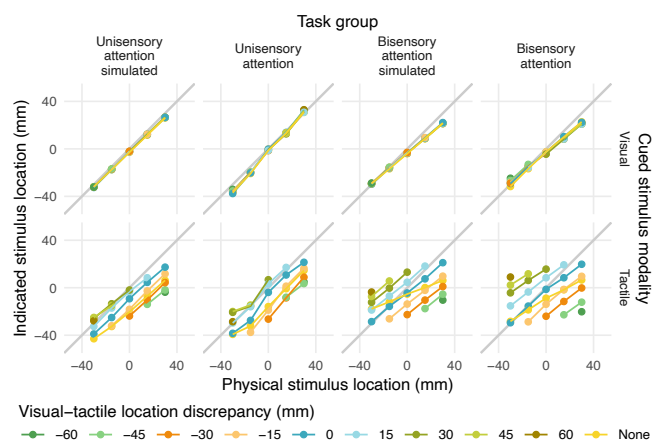 Task group
Unisensory attention simulated
Unisensory attention
Bisensory attention simulated
Bisensory attention
Indicated stimulus location (mm)
40
0
−40
40
0
−40
Visual
Tactile
Cued stimulus modality
−40 0 40 −40 0 40 −40 0 40 −40 0 40
Physical stimulus location (mm)
Visual−tactile location discrepancy (mm)
−60 −45 −30 −15 0 15 30 45 60 None